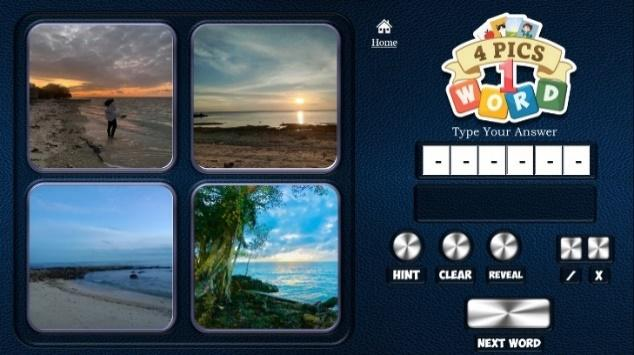 Home
4 PICS
1
WORD
Type Your Answer
- - - - - -
HINT
CLEAR
REVEAL
/
X
NEXT WORD